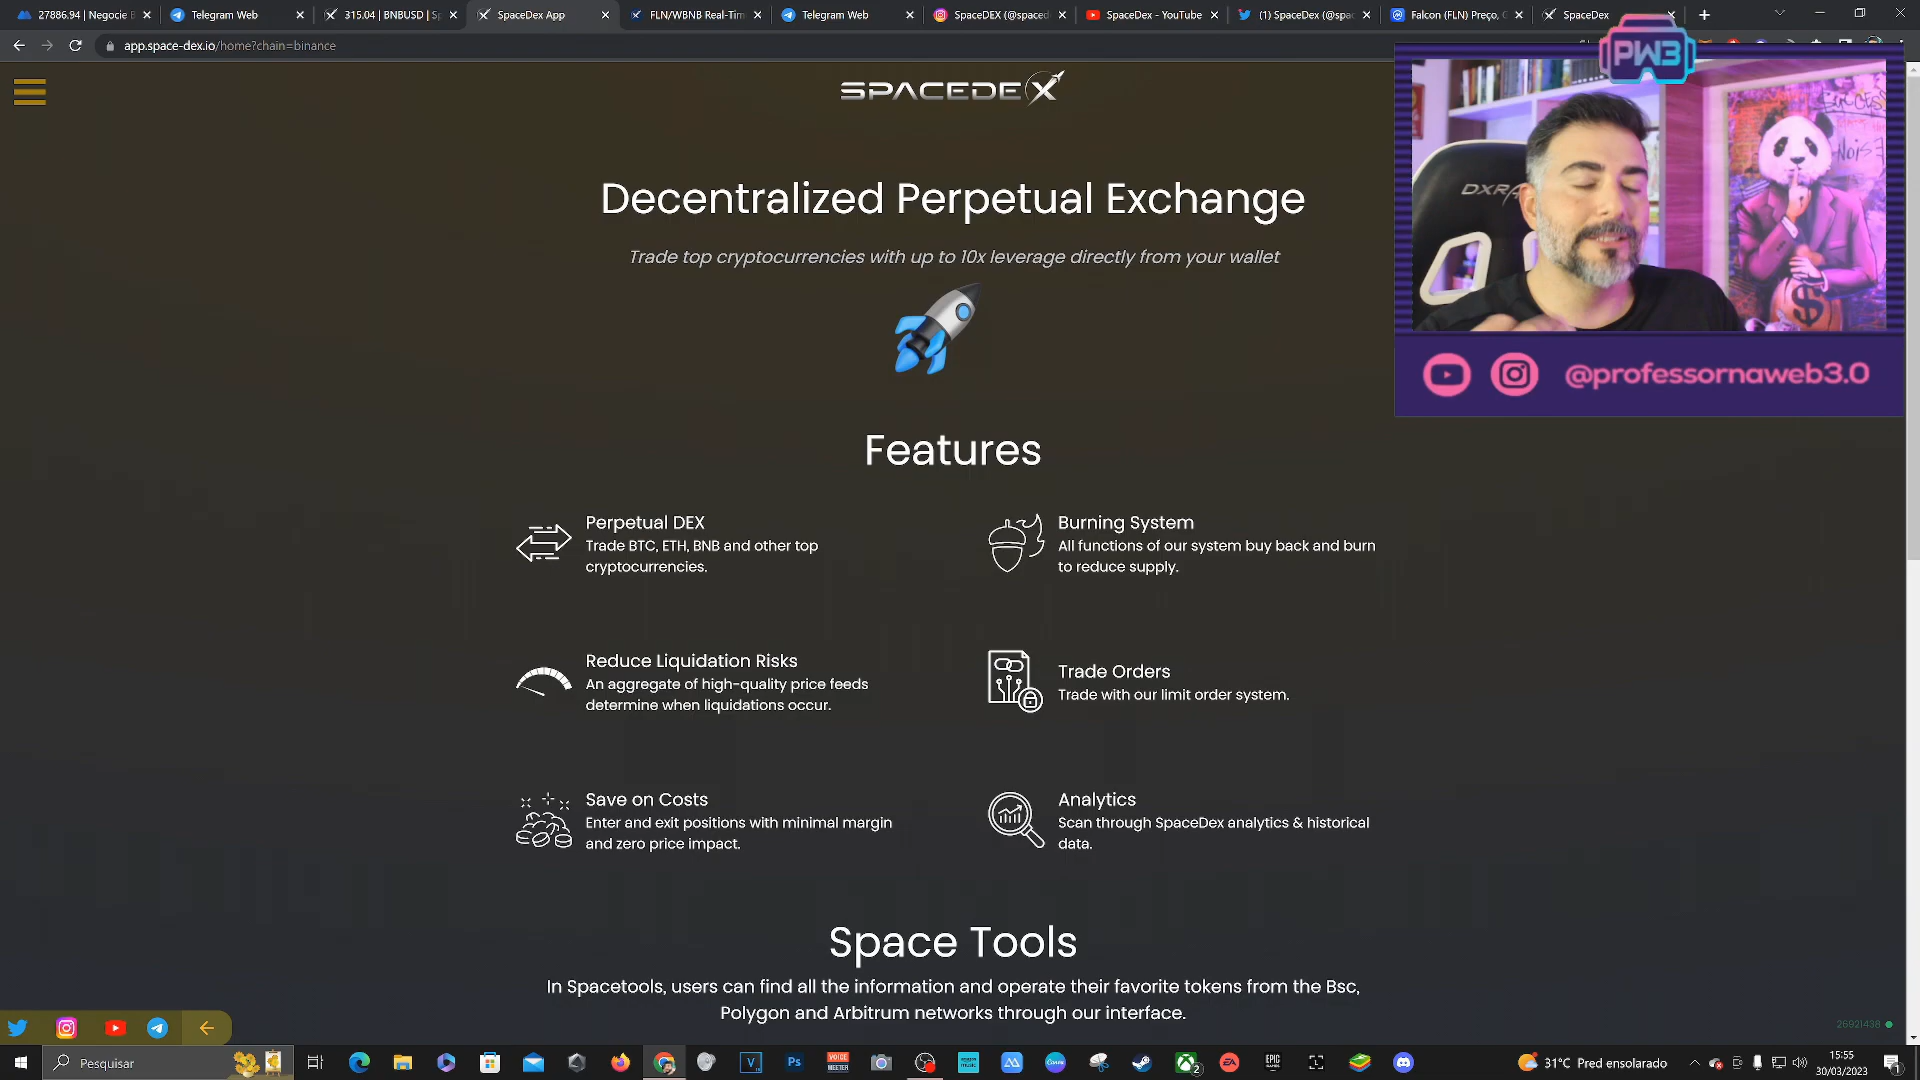 27886.94 | Negocie B
Telegram Web
315.04 | BNBUSD | Sp
SpaceDex App
FLN/WBNB Real-Tim
Telegram Web
SpaceDEX (@spaced
SpaceDex - YouTube
(1) SpaceDex (@spac
Falcon (FLN) Preço, G
SpaceDex
app.space-dex.io/home?chain=binance
PW3
SPACEDEX
DXRA
NOISE
$
@professornaweb3.0
Decentralized Perpetual Exchange
Trade top cryptocurrencies with up to 10x leverage directly from your wallet
Features
Perpetual DEX
Trade BTC, ETH, BNB and other top
cryptocurrencies.
Burning System
All functions of our system buy back and burn
to reduce supply.
Reduce Liquidation Risks
An aggregate of high-quality price feeds
determine when liquidations occur.
Trade Orders
Trade with our limit order system.
Save on Costs
Enter and exit positions with minimal margin
and zero price impact.
Analytics
Scan through SpaceDex analytics & historical
data.
Space Tools
In Spacetools, users can find all the information and operate their favorite tokens from the Bsc,
Polygon and Arbitrum networks through our interface.
26921438
Pesquisar
31°C Pred ensolarado
15:55
30/03/2023